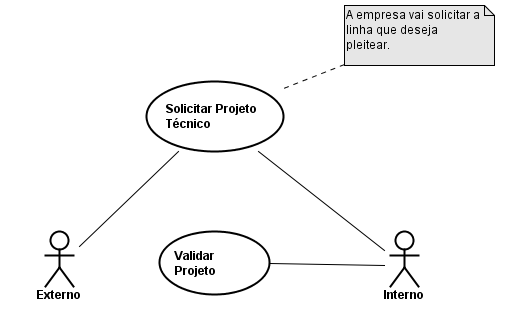 A empresa vai solicitar a
linha que deseja
pleitear.
Solicitar Projeto
Técnico
Validar
Projeto
Externo
Interno